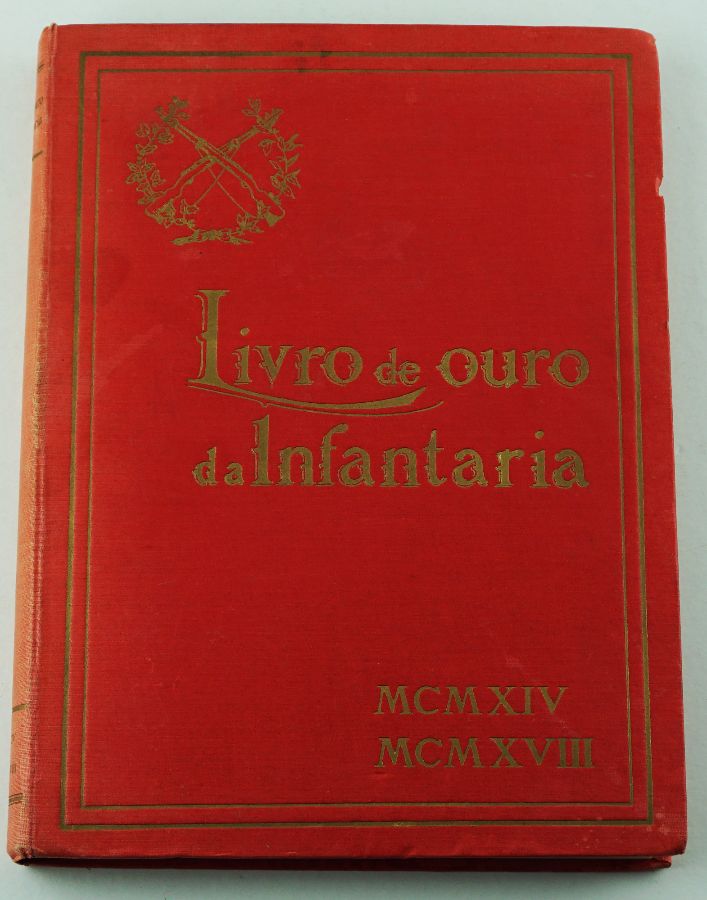 Livro de ouro
da Infantaria
MCMXIV
MCMXVIII